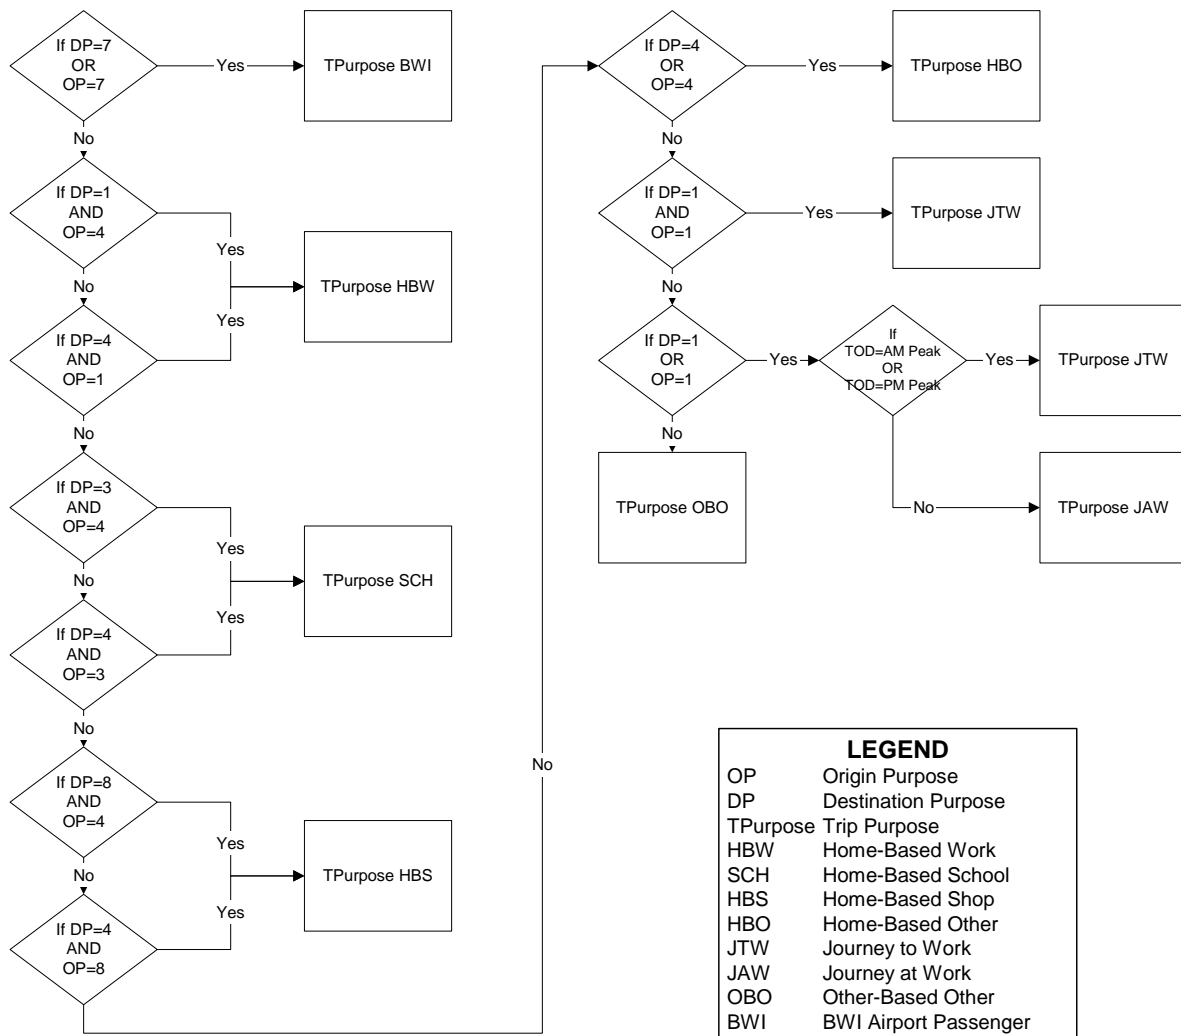 If DP=7
OR
OP=7
Yes
TPurpose BWI
No
If DP=1
AND
OP=4
Yes
TPurpose HBW
No
Yes
If DP=4
AND
OP=1
No
If DP=3
AND
OP=4
Yes
TPurpose SCH
No
Yes
If DP=4
AND
OP=3
No
If DP=8
AND
OP=4
Yes
TPurpose HBS
No
Yes
If DP=4
AND
OP=8
No
If DP=4
OR
OP=4
Yes
TPurpose HBO
No
If DP=1
AND
OP=1
Yes
TPurpose JTW
No
If DP=1
OR
OP=1
Yes
If
TOD=AM Peak
OR
TOD=PM Peak
Yes
TPurpose JTW
No
TPurpose OBO
No
TPurpose JAW
LEGEND
OP Origin Purpose
DP Destination Purpose
TPurpose Trip Purpose
HBW Home-Based Work
SCH Home-Based School
HBS Home-Based Shop
HBO Home-Based Other
JTW Journey to Work
JAW Journey at Work
OBO Other-Based Other
BWI BWI Airport Passenger